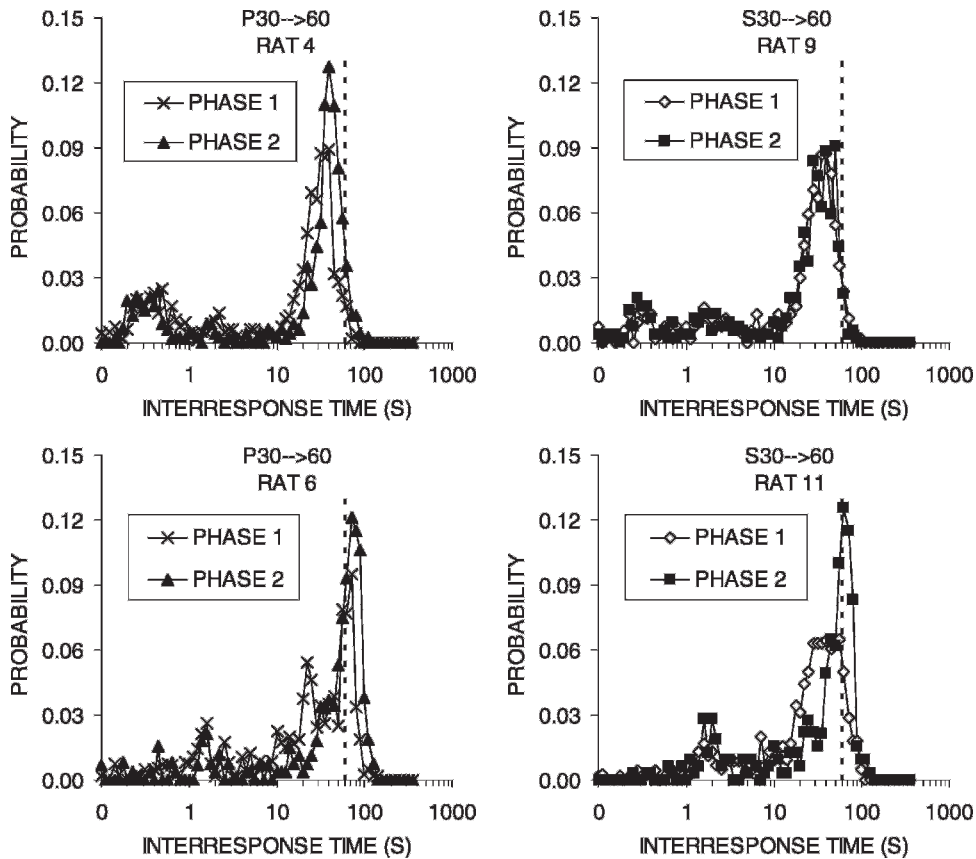 P30-->60
RAT 4
0.15
0.12
0.09
0.06
0.03
0.00
PROBABILITY
PHASE 1
PHASE 2
0 1 10 100 1000
INTERRESPONSE TIME (S)
S30-->60
RAT 9
0.15
0.12
0.09
0.06
0.03
0.00
PROBABILITY
PHASE 1
PHASE 2
0 1 10 100 1000
INTERRESPONSE TIME (S)
P30-->60
RAT 6
0.15
0.12
0.09
0.06
0.03
0.00
PROBABILITY
PHASE 1
PHASE 2
0 1 10 100 1000
INTERRESPONSE TIME (S)
S30-->60
RAT 11
0.15
0.12
0.09
0.06
0.03
0.00
PROBABILITY
PHASE 1
PHASE 2
0 1 10 100 1000
INTERRESPONSE TIME (S)